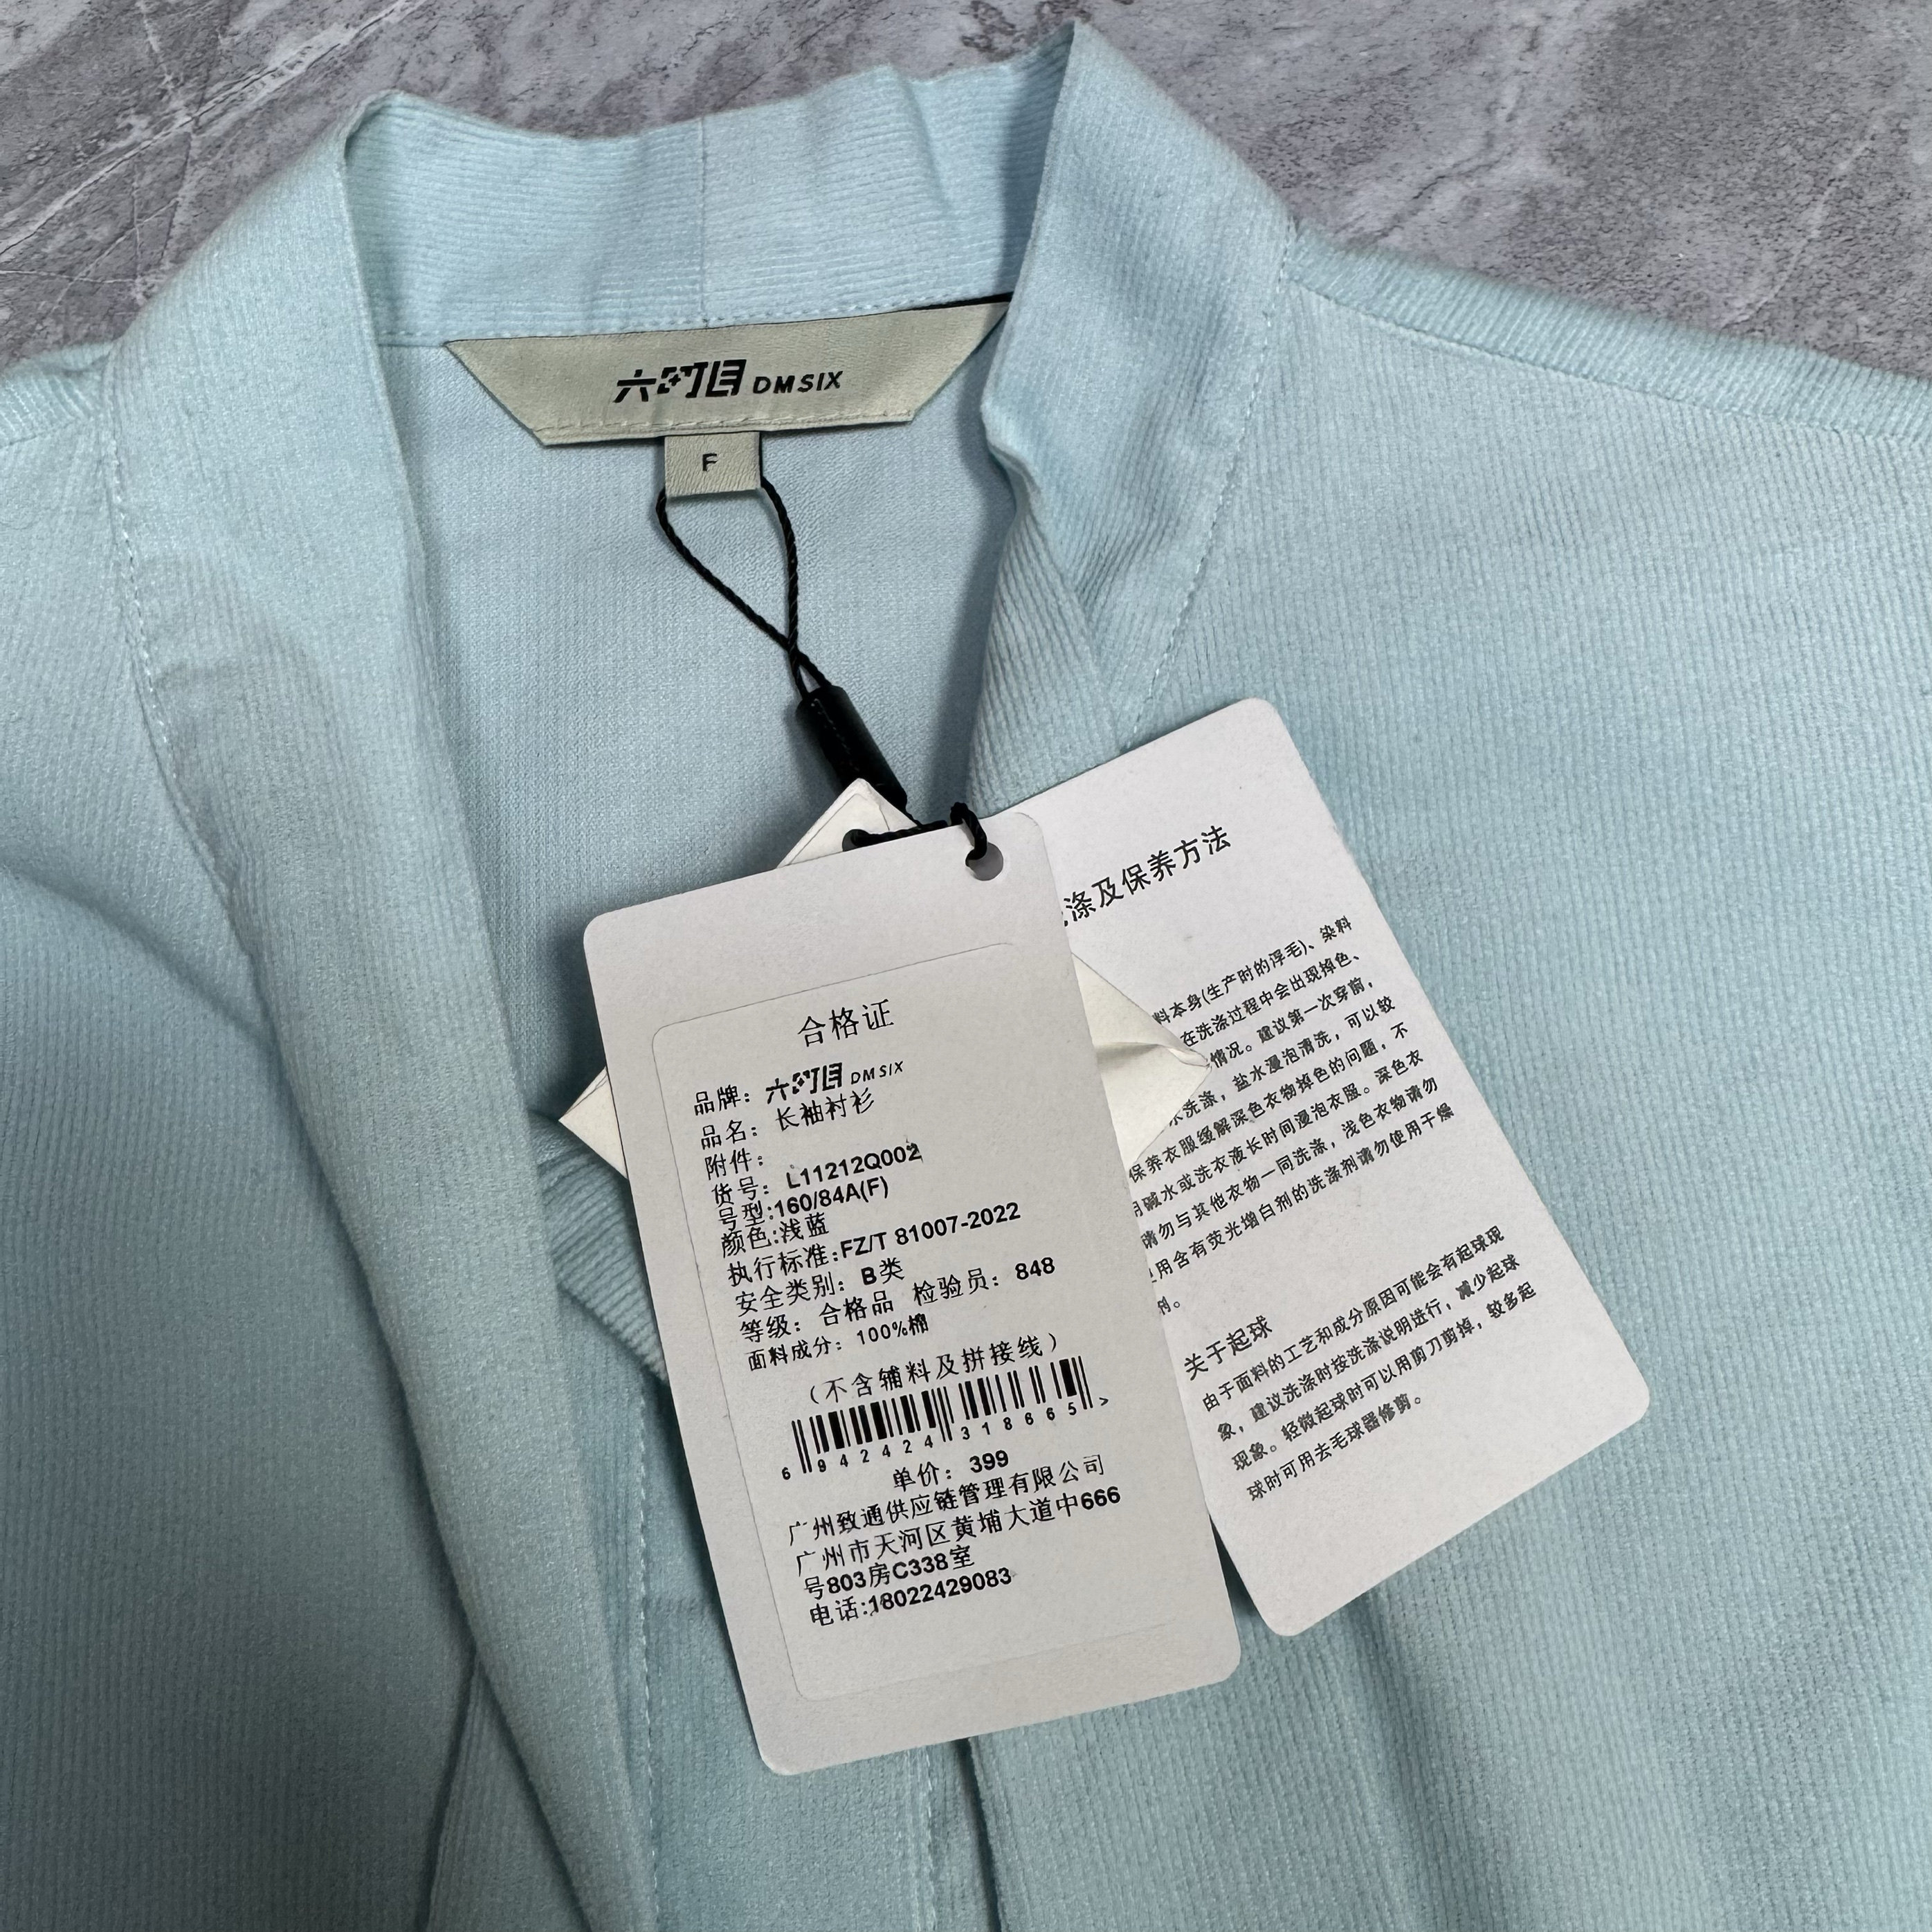 六时目 DMSIX
F
合格证
品牌：六时目 DMSIX
品名：长袖衬衫
附件：
货号：L11212Q002
号型:160/84A(F)
颜色:浅蓝
执行标准:FZ/T 81007-2022
安全类别：B类
等级：合格品 检验员：848
面料成分：100%棉
（不含辅料及拼接线）
6 942424 318665 >
单价：399
广州致通供应链管理有限公司
广州市天河区黄埔大道中666
号803房C338室
电话:18022429083
涤及保养方法
料本身(生产时的浮毛)、染料
在洗涤过程中会出现掉色、
情况。建议第一次穿前，
水洗涤，盐水浸泡清洗，可以较
保养衣服缓解深色衣物掉色的问题，不
用碱水或洗衣液长时间浸泡衣服。深色衣
请勿与其他衣物一同洗涤，浅色衣物请勿
用含有荧光增白剂的洗涤剂请勿使用干燥
剂。
关于起球
由于面料的工艺和成分原因可能会有起球现
象，建议洗涤时按洗涤说明进行，减少起球
现象。轻微起球时可以用剪刀剪掉，较多起
球时可用去毛球器修剪。